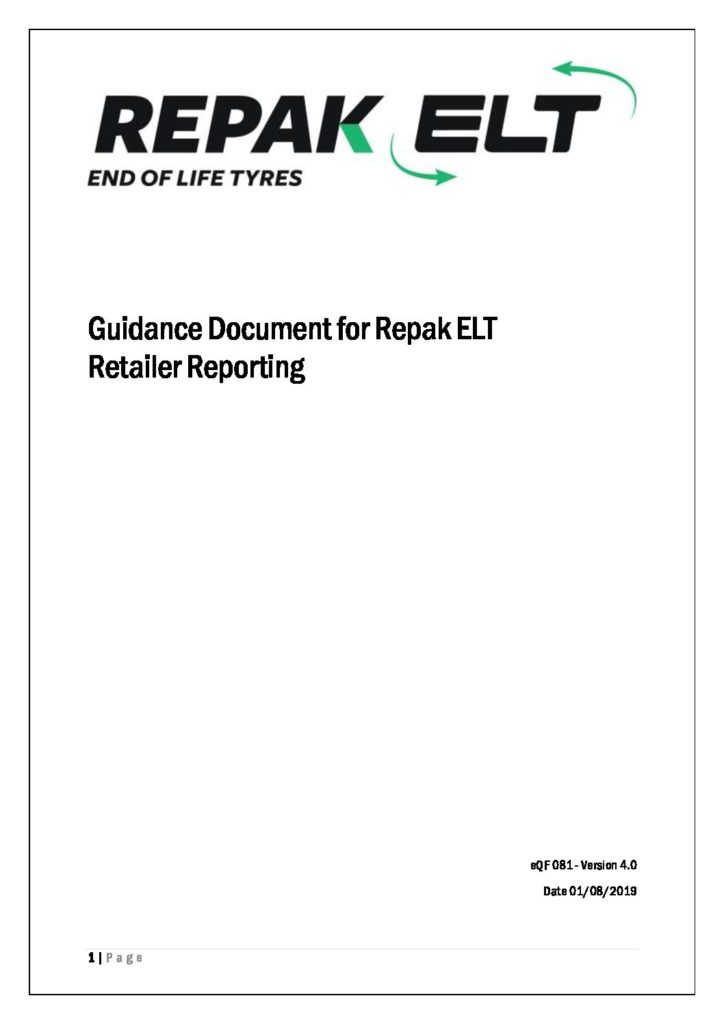 REPAK ELT
END OF LIFE TYRES
Guidance Document for Repak ELT
Retailer Reporting
eQF 081 - Version 4.0
Date 01/08/2019
1 | Page